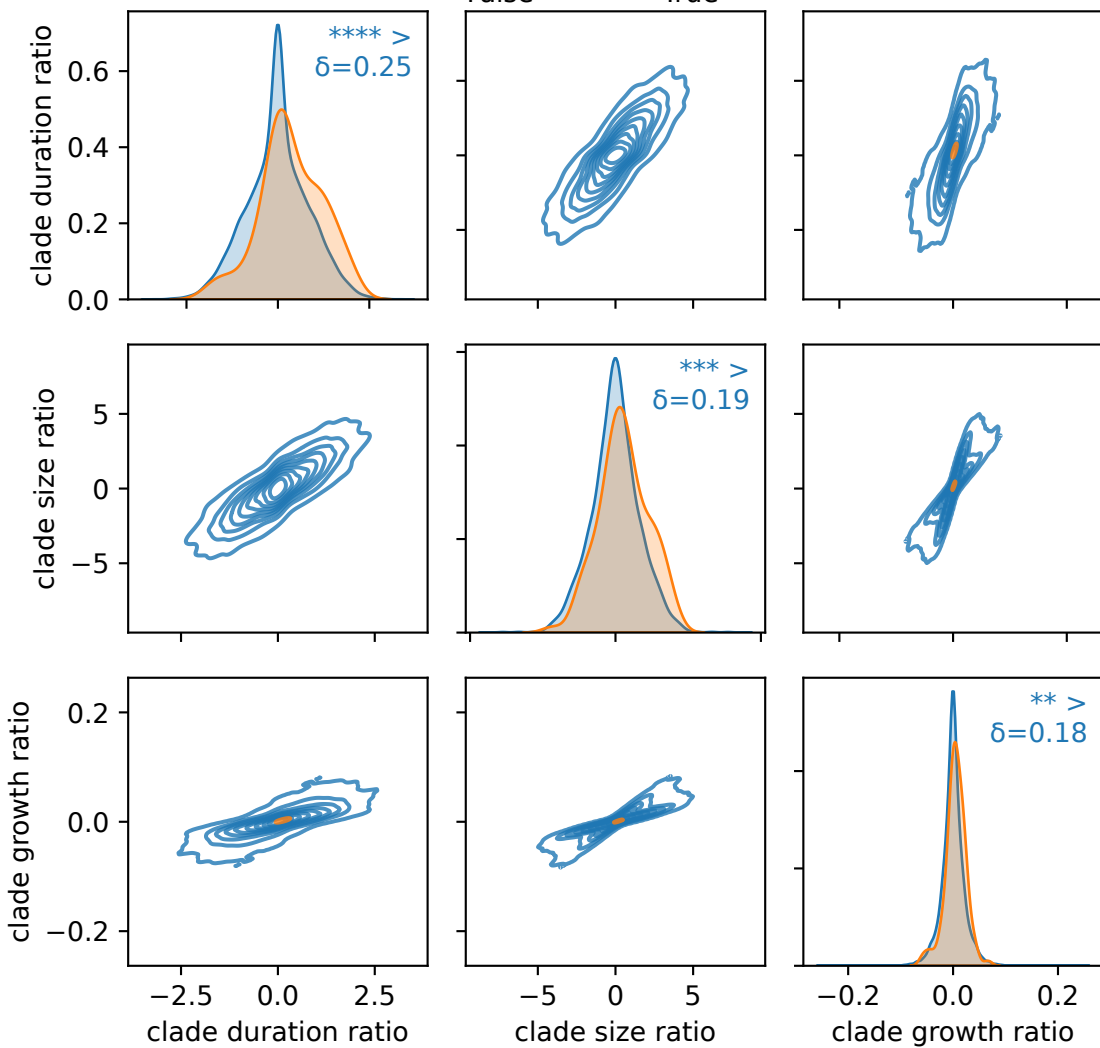 True
clade duration ratio
0.6
0.4
0.2
0.0
**** >
δ=0.25
clade size ratio
5
0
−5
*** >
δ=0.19
clade growth ratio
0.2
0.0
−0.2
** >
δ=0.18
−2.5 0.0 2.5
−5 0 5
−0.2 0.0 0.2
clade duration ratio
clade size ratio
clade growth ratio